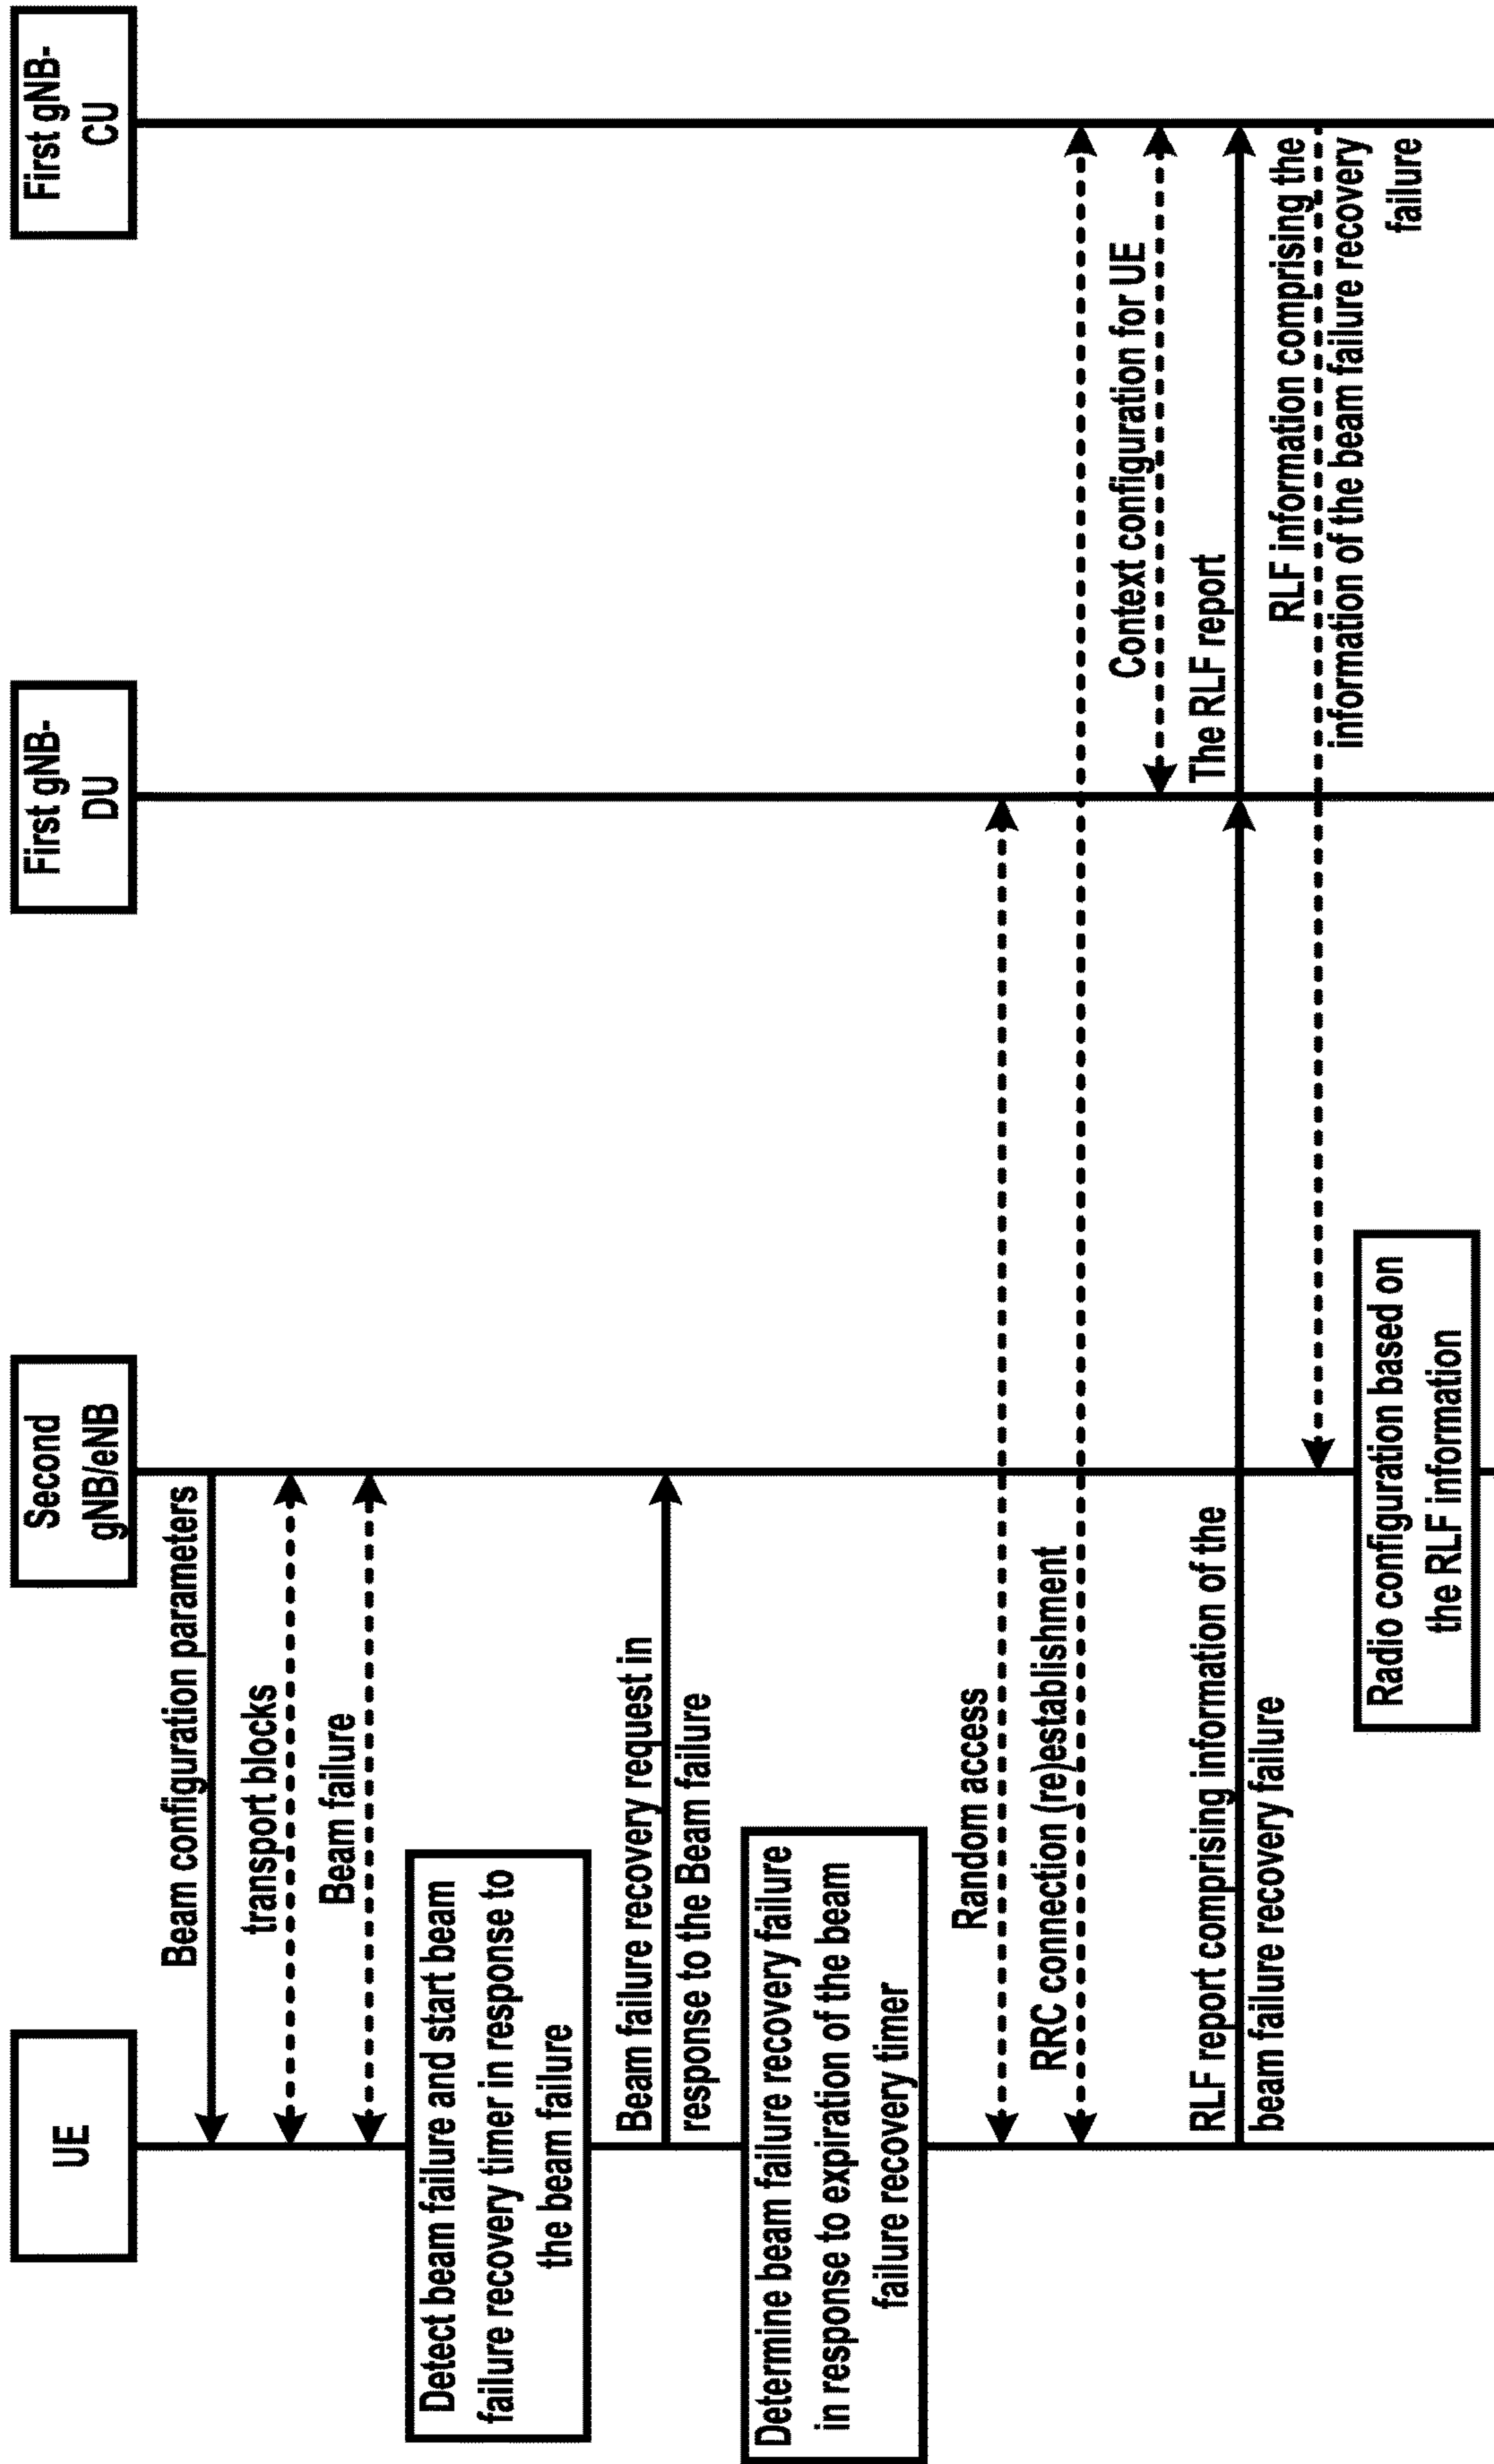 UE
Second
gNB/eNB
First gNB-
DU
First gNB-
CU
Beam configuration parameters
transport blocks
Beam failure
Detect beam failure and start beam
failure recovery timer in response to
the beam failure
Beam failure recovery request in
response to the Beam failure
Determine beam failure recovery failure
in response to expiration of the beam
failure recovery timer
Random access
RRC connection (re)establishment
Context configuration for UE
RLF report comprising information of the
beam failure recovery failure
The RLF report
RLF information comprising the
information of the beam failure recovery
failure
Radio configuration based on
the RLF information